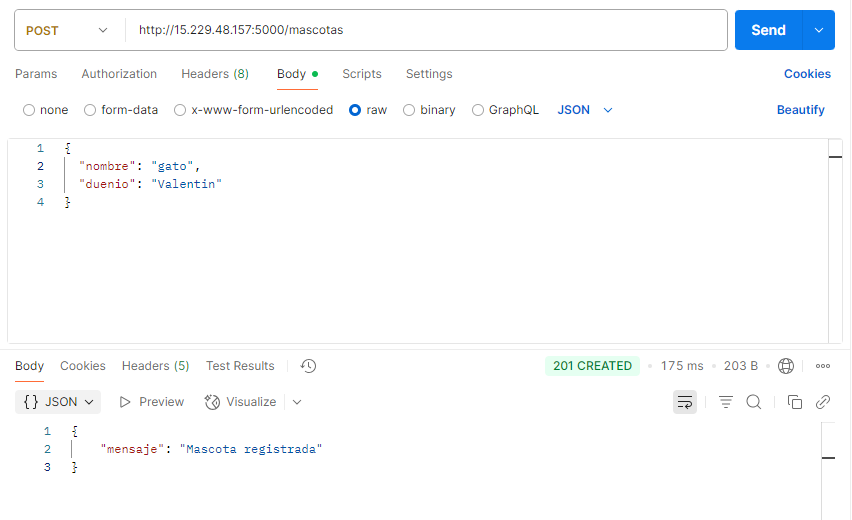 POST http://15.229.48.157:5000/mascotas Send
Params Authorization Headers (8) Body Scripts Settings Cookies
none form-data x-www-form-urlencoded raw binary GraphQL JSON Beautify
1 {
2 "nombre": "gato",
3 "duenio": "Valentin"
4 }
Body Cookies Headers (5) Test Results 201 CREATED 175 ms 203 B
{} JSON Preview Visualize
1 {
2 "mensaje": "Mascota registrada"
3 }